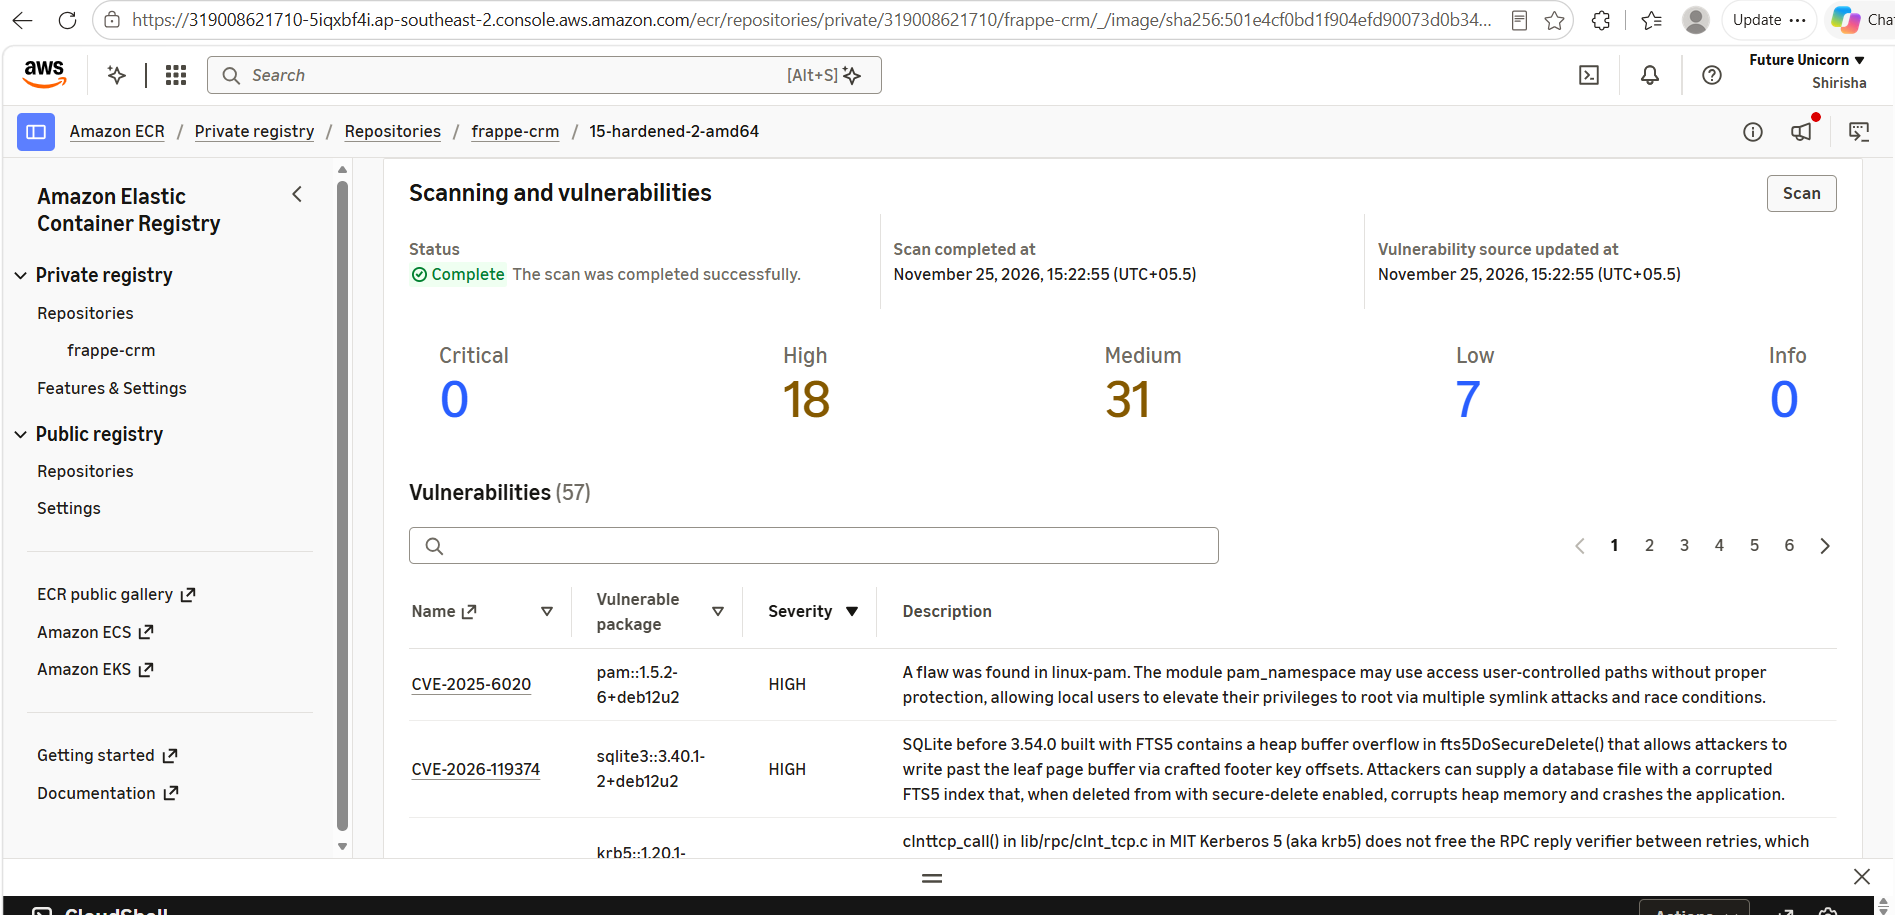 https://319008621710-5iqxbf4i.ap-southeast-2.console.aws.amazon.com/ecr/repositories/private/319008621710/frappe-crm/_/image/sha256:501e4cf0bd1f904efd90073d0b34...
Update
Cha
aws
Search
[Alt+S]
Future Unicorn
Shirisha
Amazon ECR / Private registry / Repositories / frappe-crm / 15-hardened-2-amd64
Amazon Elastic
Container Registry
Private registry
Repositories
frappe-crm
Features & Settings
Public registry
Repositories
Settings
ECR public gallery
Amazon ECS
Amazon EKS
Getting started
Documentation
Scanning and vulnerabilities
Scan
Status
Complete The scan was completed successfully.
Scan completed at
November 25, 2026, 15:22:55 (UTC+05.5)
Vulnerability source updated at
November 25, 2026, 15:22:55 (UTC+05.5)
Critical
0
High
18
Medium
31
Low
7
Info
0
Vulnerabilities (57)
1 2 3 4 5 6
Name
Vulnerable
package
Severity
Description
CVE-2025-6020
pam::1.5.2-
6+deb12u2
HIGH
A flaw was found in linux-pam. The module pam_namespace may use access user-controlled paths without proper
protection, allowing local users to elevate their privileges to root via multiple symlink attacks and race conditions.
CVE-2026-119374
sqlite3::3.40.1-
2+deb12u2
HIGH
SQLite before 3.54.0 built with FTS5 contains a heap buffer overflow in fts5DoSecureDelete() that allows attackers to
write past the leaf page buffer via crafted footer key offsets. Attackers can supply a database file with a corrupted
FTS5 index that, when deleted from with secure-delete enabled, corrupts heap memory and crashes the application.
krb5::1.20.1-
clnttcp_call() in lib/rpc/clnt_tcp.c in MIT Kerberos 5 (aka krb5) does not free the RPC reply verifier between retries, which
CloudShell
Actions